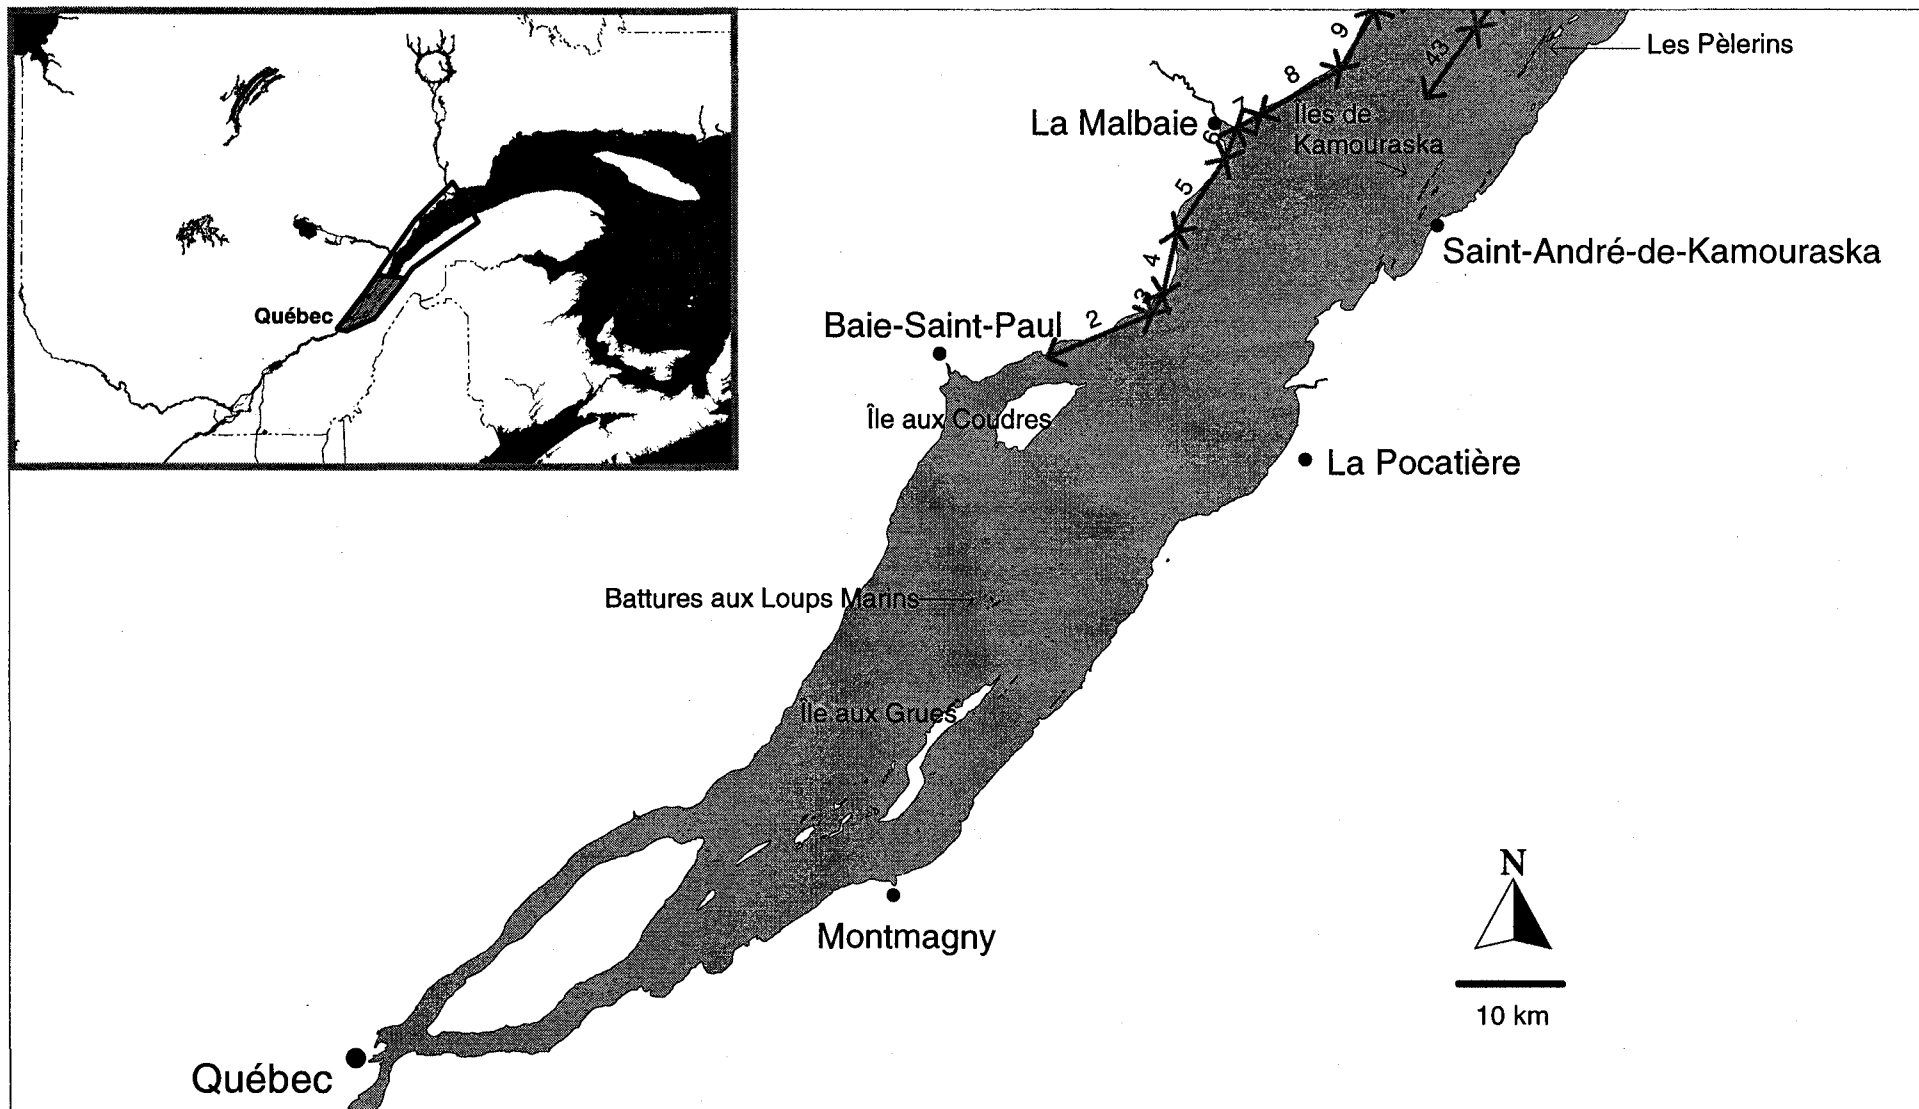 9
43
Les Pèlerins
8
7
La Malbaie
Îles de
Kamouraska
6
5
Saint-André-de-Kamouraska
4
3
2
Québec
Baie-Saint-Paul
Île aux Coudres
La Pocatière
Battures aux Loups Marins
Île aux Grues
N
Montmagny
10 km
Québec